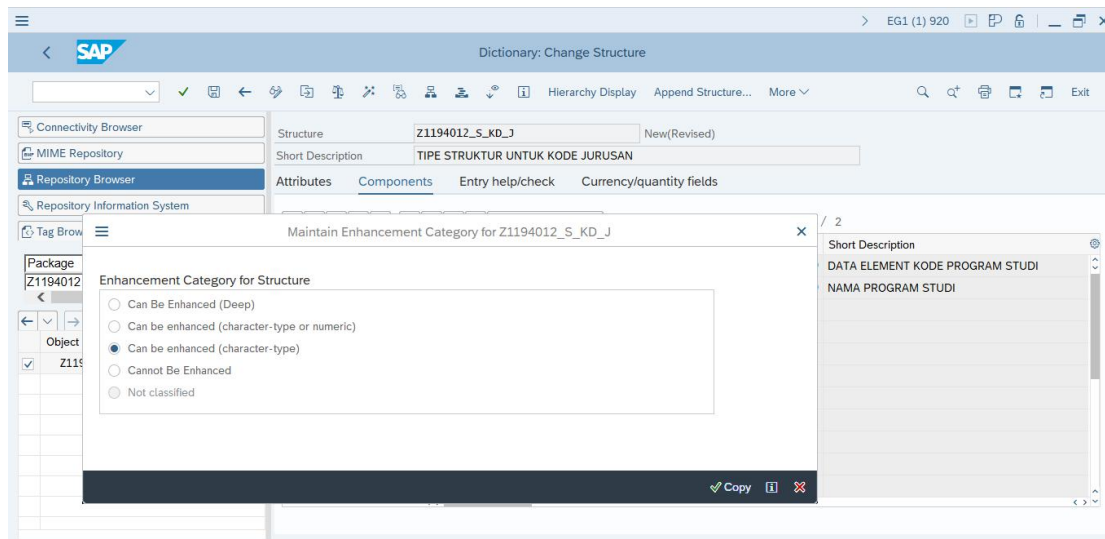 EG1 (1) 920
SAP
Dictionary: Change Structure
Hierarchy Display Append Structure... More Exit
Connectivity Browser
MIME Repository
Repository Browser
Repository Information System
Tag Brow
Structure Z1194012_S_KD_J New(Revised)
Short Description TIPE STRUKTUR UNTUK KODE JURUSAN
Attributes Components Entry help/check Currency/quantity fields
/ 2
Maintain Enhancement Category for Z1194012_S_KD_J
Short Description
DATA ELEMENT KODE PROGRAM STUDI
NAMA PROGRAM STUDI
Package
Z1194012
Object
Z119
Enhancement Category for Structure
Can Be Enhanced (Deep)
Can be enhanced (character-type or numeric)
Can be enhanced (character-type)
Cannot Be Enhanced
Not classified
Copy